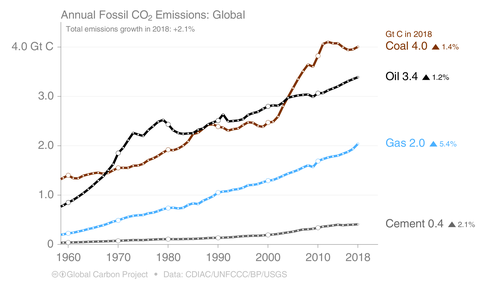 Annual Fossil CO₂ Emissions: Global
Total emissions growth in 2018: +2.1%
Gt C in 2018
4.0 Gt C
Coal 4.0 ▲ 1.4%
Oil 3.4 ▲ 1.2%
3.0
2.0
Gas 2.0 ▲ 5.4%
1.0
Cement 0.4 ▲ 2.1%
0
1960 1970 1980 1990 2000 2010 2018
Global Carbon Project • Data: CDIAC/UNFCCC/BP/USGS